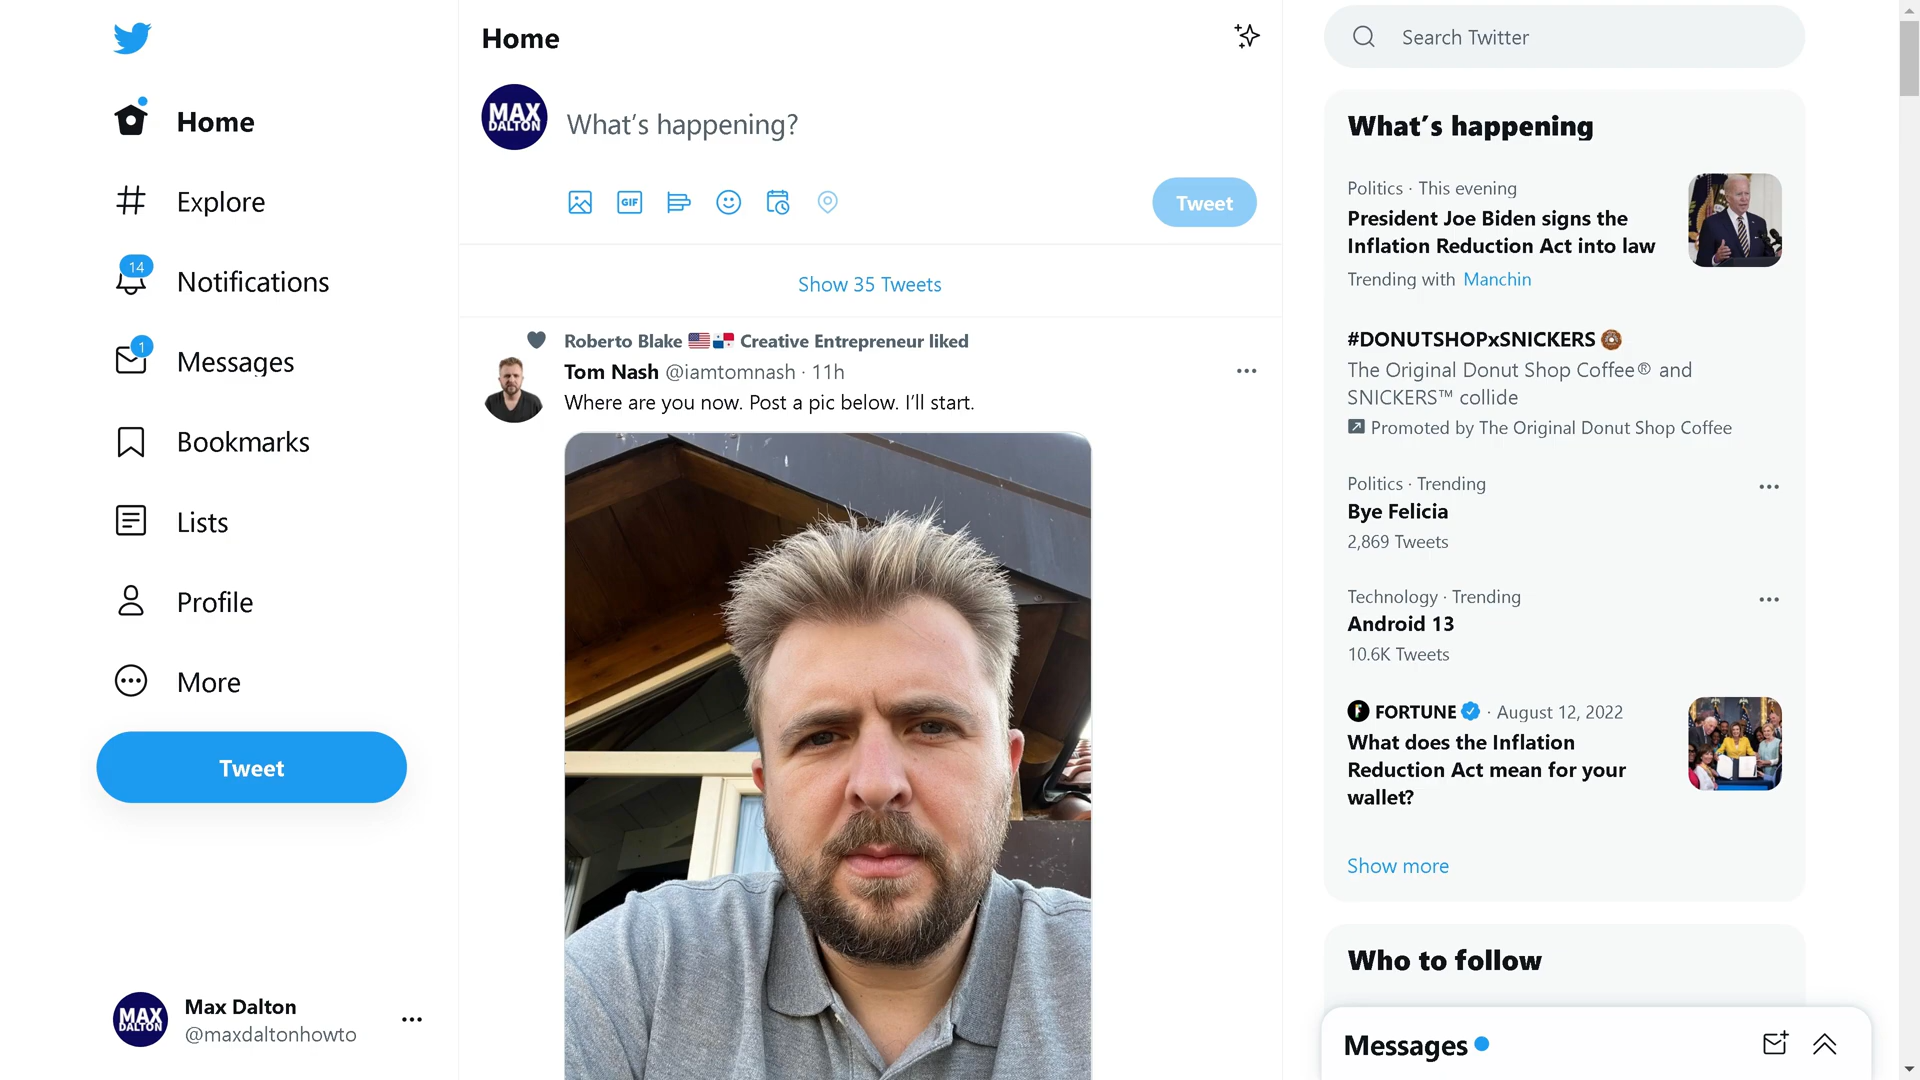 Home
Explore
14
Notifications
1
Messages
Bookmarks
Lists
Profile
More
Tweet
MAX
DALTON
Max Dalton
@maxdaltonhowto
Home
MAX
DALTON
What's happening?
GIF
Tweet
Show 35 Tweets
Roberto Blake 🇺🇸🇵🇦 Creative Entrepreneur liked
Tom Nash @iamtomnash · 11h
Where are you now. Post a pic below. I'll start.
Search Twitter
What's happening
Politics · This evening
President Joe Biden signs the
Inflation Reduction Act into law
Trending with Manchin
#DONUTSHOPxSNICKERS 🍩
The Original Donut Shop Coffee® and
SNICKERS™ collide
Promoted by The Original Donut Shop Coffee
Politics · Trending
Bye Felicia
2,869 Tweets
Technology · Trending
Android 13
10.6K Tweets
F FORTUNE · August 12, 2022
What does the Inflation
Reduction Act mean for your
wallet?
Show more
Who to follow
Messages